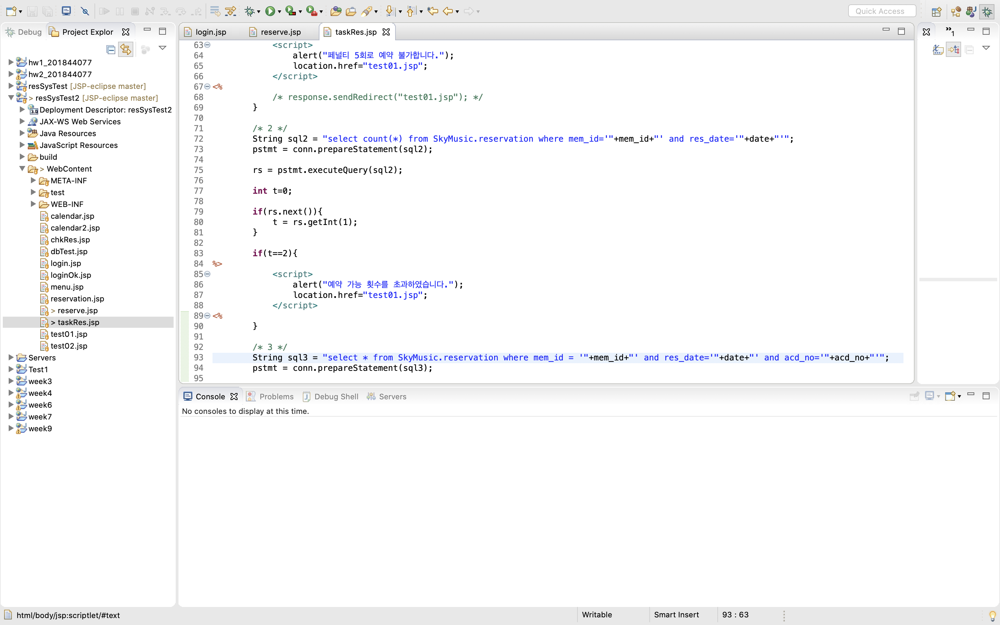 Quick Access
Debug
Project Explor
login.jsp
reserve.jsp
taskRes.jsp
»1
hw1_201844077
hw2_201844077
resSysTest [JSP-eclipse master]
> resSysTest2 [JSP-eclipse master]
3.0 Deployment Descriptor: resSysTest2
JAX-WS Web Services
Java Resources
JavaScript Resources
build
> WebContent
META-INF
test
WEB-INF
calendar.jsp
calendar2.jsp
chkRes.jsp
dbTest.jsp
login.jsp
loginOk.jsp
menu.jsp
reservation.jsp
> reserve.jsp
> taskRes.jsp
test01.jsp
test02.jsp
Servers
Test1
week3
week4
week6
week7
week9
63 <script>
64 alert("페널티 5회로 예약 불가합니다.");
65 location.href="test01.jsp";
66 </script>
67 <%
68 /* response.sendRedirect("test01.jsp"); */
69 }
70
71 /* 2 */
72 String sql2 = "select count(*) from SkyMusic.reservation where mem_id='"+mem_id+"' and res_date='"+date+"'";
73 pstmt = conn.prepareStatement(sql2);
74
75 rs = pstmt.executeQuery(sql2);
76
77 int t=0;
78
79 if(rs.next()){
80 t = rs.getInt(1);
81 }
82
83 if(t==2){
84 %>
85 <script>
86 alert("예약 가능 횟수를 초과하였습니다.");
87 location.href="test01.jsp";
88 </script>
89 <%
90 }
91
92 /* 3 */
93 String sql3 = "select * from SkyMusic.reservation where mem_id = '"+mem_id+"' and res_date='"+date+"' and acd_no='"+acd_no+"'";
94 pstmt = conn.prepareStatement(sql3);
95
Console
Problems
Debug Shell
Servers
No consoles to display at this time.
html/body/jsp:scriptlet/#text
Writable
Smart Insert
93 : 63